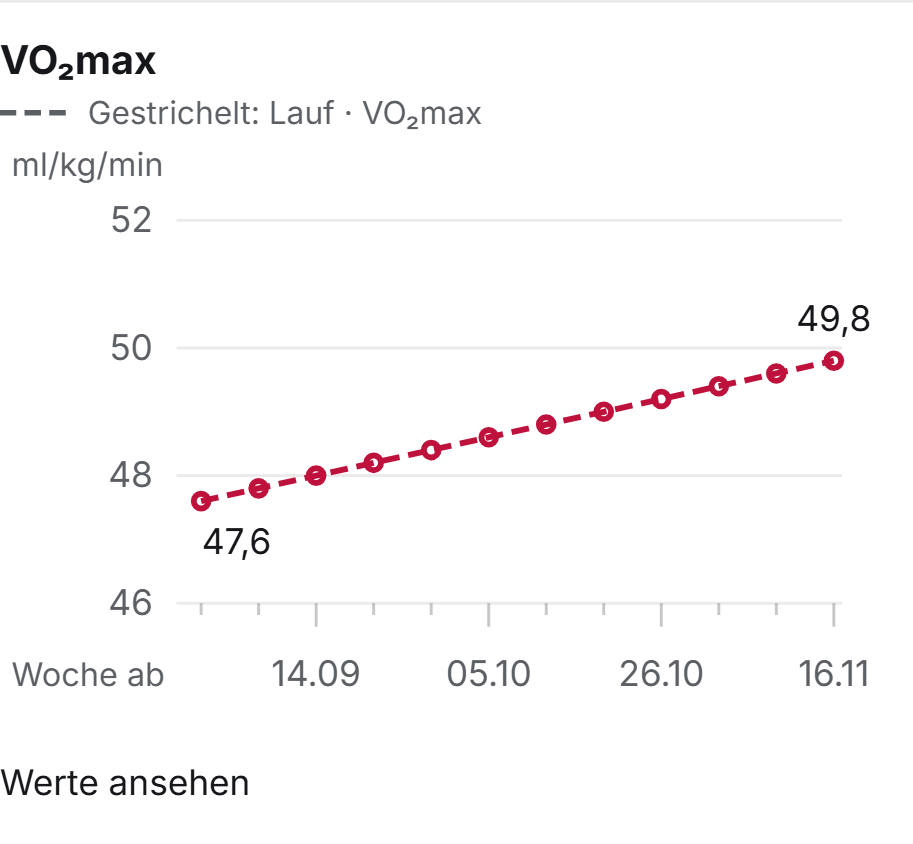 VO₂max
Gestrichelt: Lauf · VO₂max
ml/kg/min
52
49,8
50
48
47,6
46
Woche ab 14.09 05.10 26.10 16.11
Werte ansehen